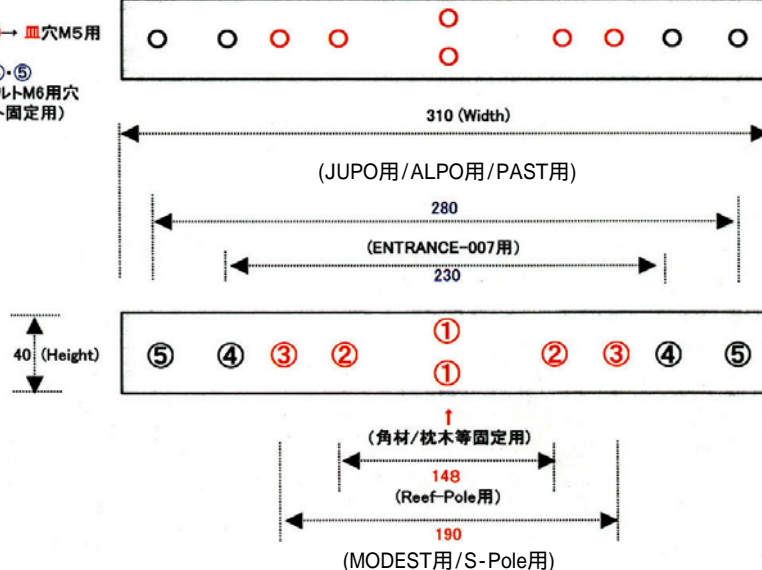 → 皿穴M5用
・⑤
ルトM6用穴
ト固定用)
310 (Width)
(JUPO用/ALPO用/PAST用)
280
(ENTRANCE-007用)
230
40 (Height)
⑤ ④ ③ ② ① ② ③ ④ ⑤
①
↑
(角材/枕木等固定用)
148
(Reef-Pole用)
190
(MODEST用/S-Pole用)